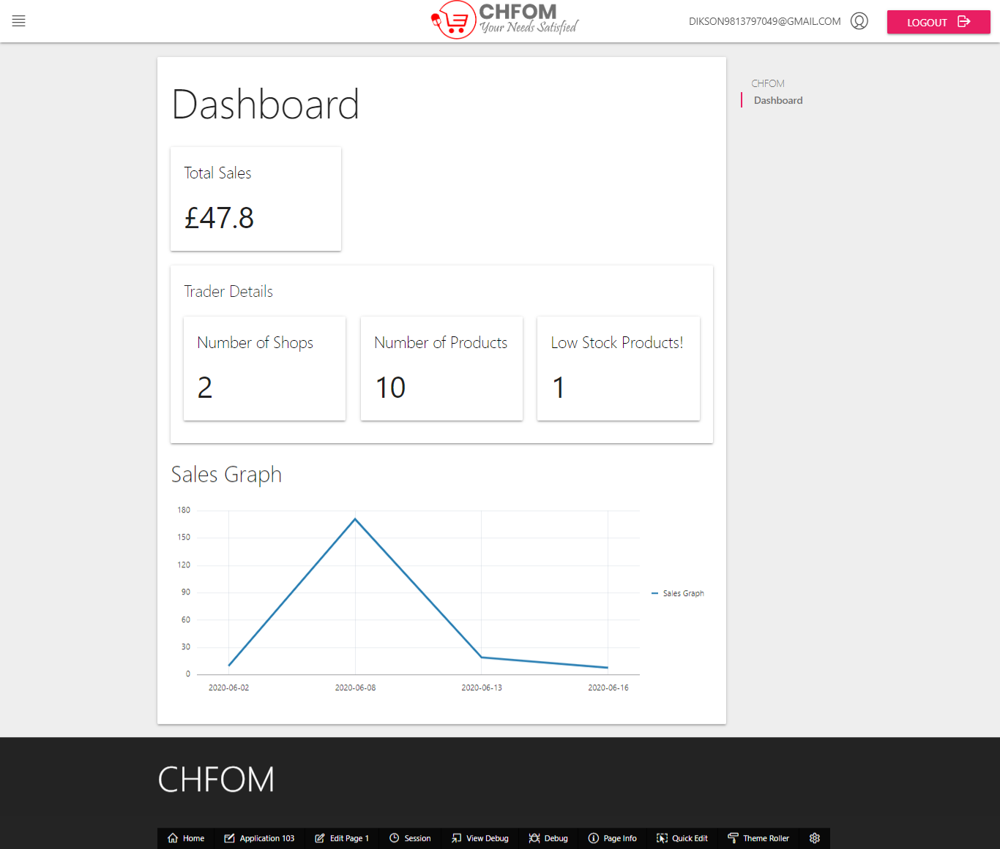 CHFOM
Your Needs Satisfied
DIKSON9813797049@GMAIL.COM
LOGOUT
CHFOM
Dashboard
Dashboard
Total Sales
£47.8
Trader Details
Number of Shops
2
Number of Products
10
Low Stock Products!
1
Sales Graph
180
150
120
90
60
30
0
2020-06-02 2020-06-08 2020-06-13 2020-06-16
Sales Graph
CHFOM
Home Application 103 Edit Page 1 Session View Debug Debug Page Info Quick Edit Theme Roller